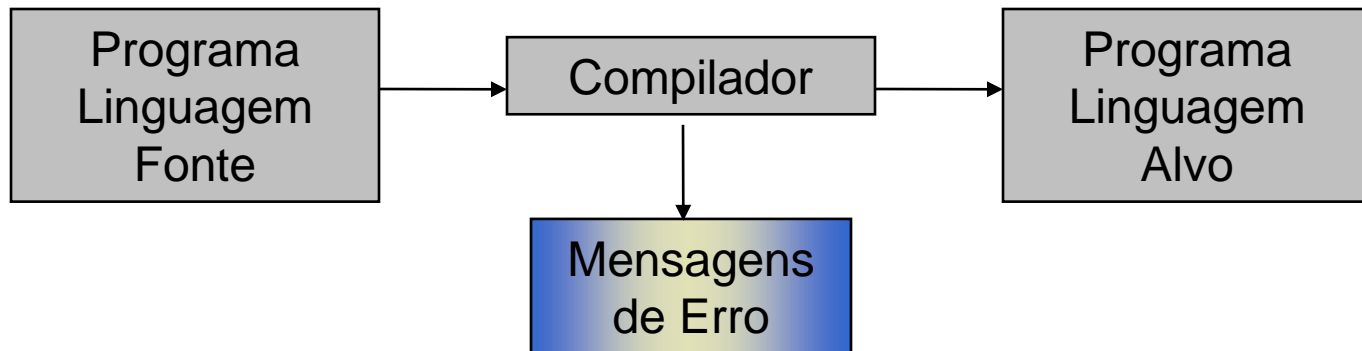 Programa
Linguagem
Fonte
Compilador
Programa
Linguagem
Alvo
Mensagens
de Erro